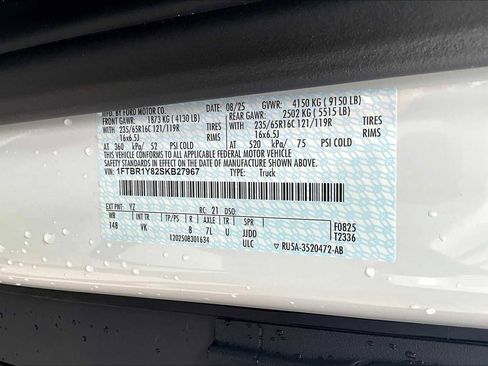 MFD. BY FORD MOTOR CO.
DATE: 08/25 GVWR: 4150 KG ( 9150 LB)
FRONT GAWR: 1873 KG ( 4130 LB) REAR GAWR: 2502 KG ( 5515 LB)
WITH 235/65R16C 121/119R TIRES WITH 235/65R16C 121/119R TIRES
16x6.5J RIMS 16x6.5J RIMS
AT 360 kPa/ 52 PSI COLD AT 520 kPa/ 75 PSI COLD
THIS VEHICLE CONFORMS TO ALL APPLICABLE FEDERAL MOTOR VEHICLE
SAFETY STANDARDS IN EFFECT ON THE DATE OF MANUFACTURE SHOWN ABOVE.
VIN: 1FTBR1Y82SKB27967 TYPE: Truck
EXT PNT: YZ RC: 21 DSO:
WB INT TR TP/PS R AXLE TR SPR F0825
148 VK B 7L U JJDD T2336
1202508301634 ULC RU5A-3520472-AB